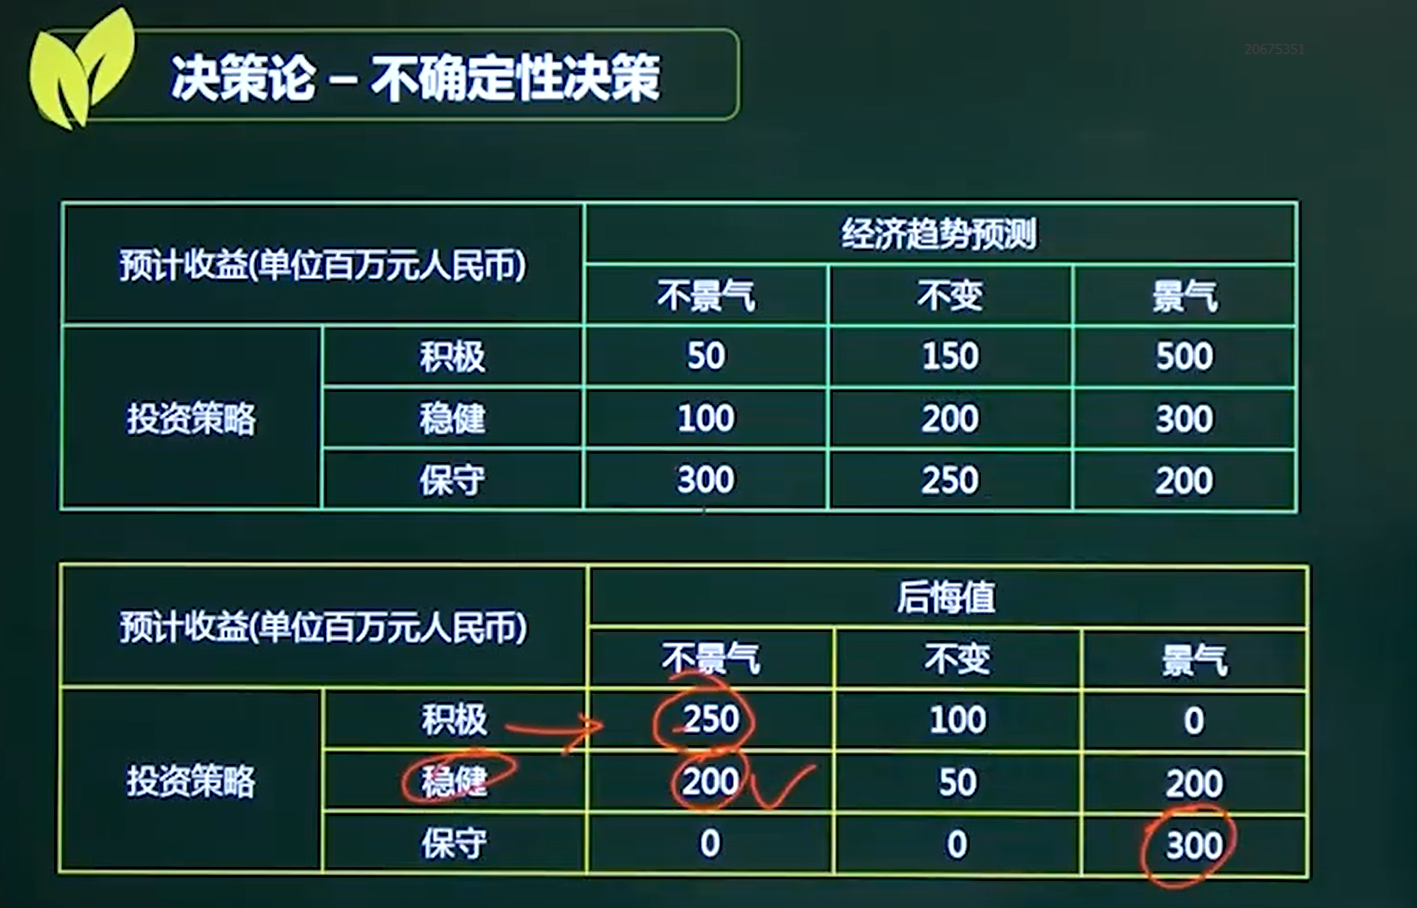 20675351
决策论 – 不确定性决策
预计收益(单位百万元人民币)
经济趋势预测
不景气 不变 景气
投资策略
积极 50 150 500
稳健 100 200 300
保守 300 250 200
预计收益(单位百万元人民币)
后悔值
不景气 不变 景气
投资策略
积极 250 100 0
稳健 200 50 200
保守 0 0 300